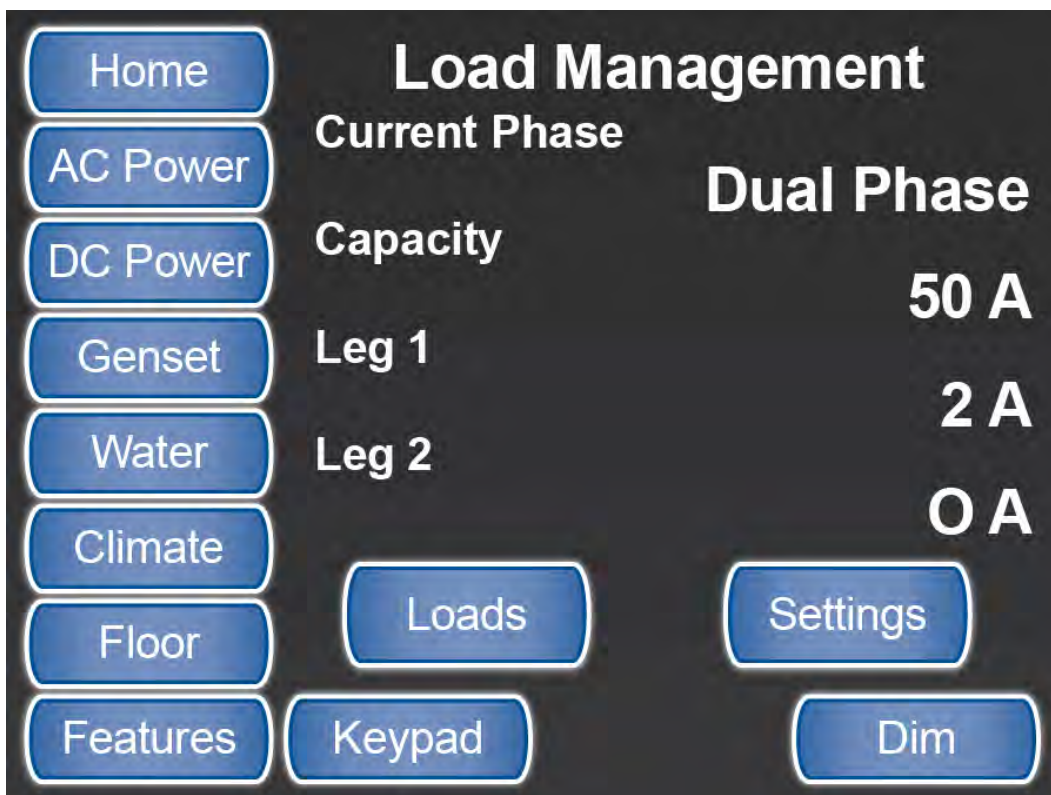 Home
AC Power
DC Power
Genset
Water
Climate
Floor
Features
Load Management
Current Phase
Dual Phase
Capacity
50 A
Leg 1
2 A
Leg 2
O A
Loads
Settings
Keypad
Dim